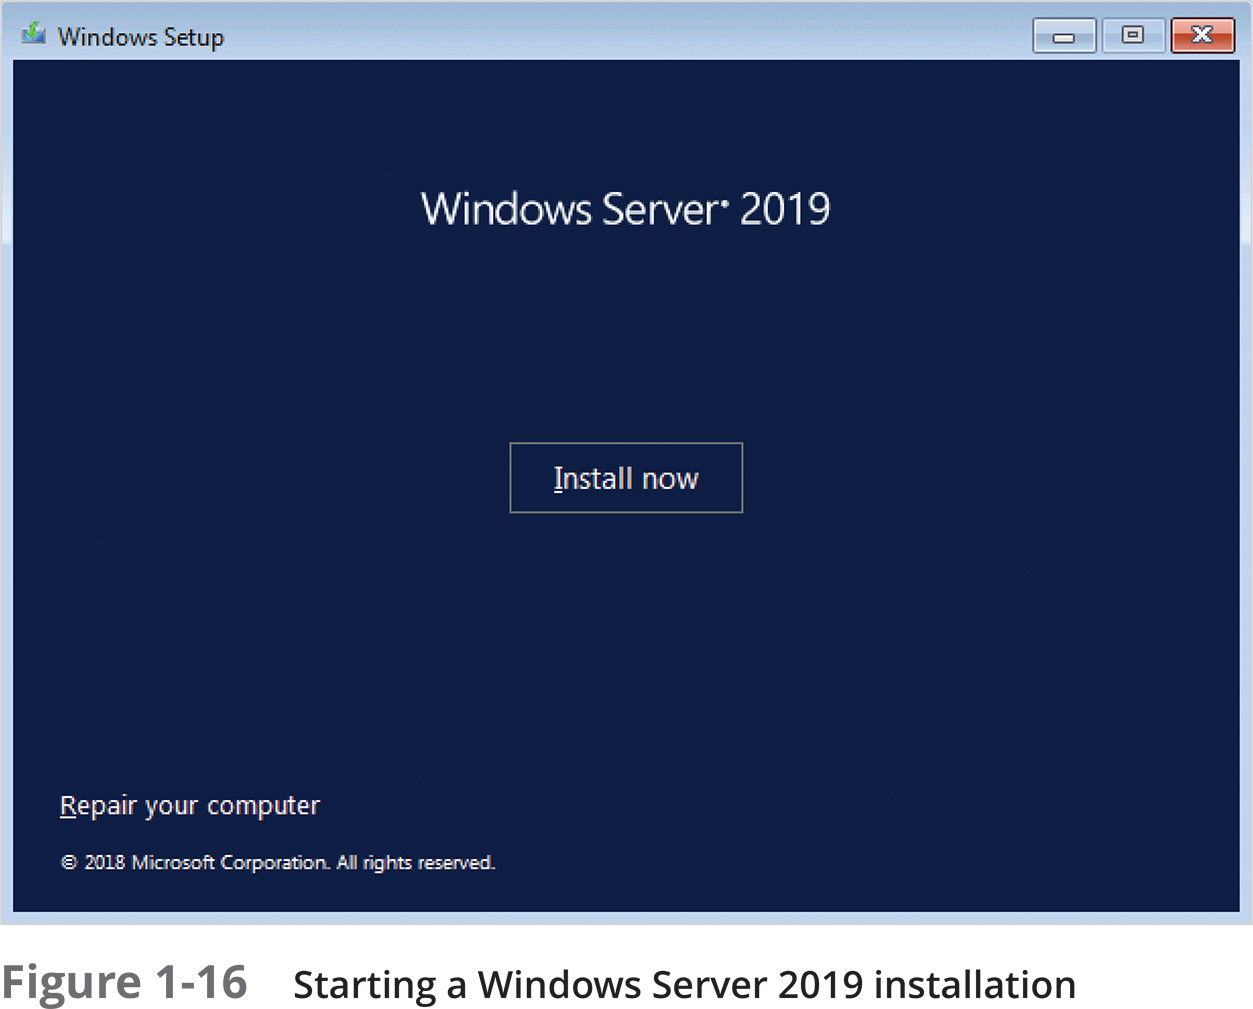 Windows Setup
Windows Server® 2019
Install now
Repair your computer
© 2018 Microsoft Corporation. All rights reserved.
Figure 1-16 Starting a Windows Server 2019 installation